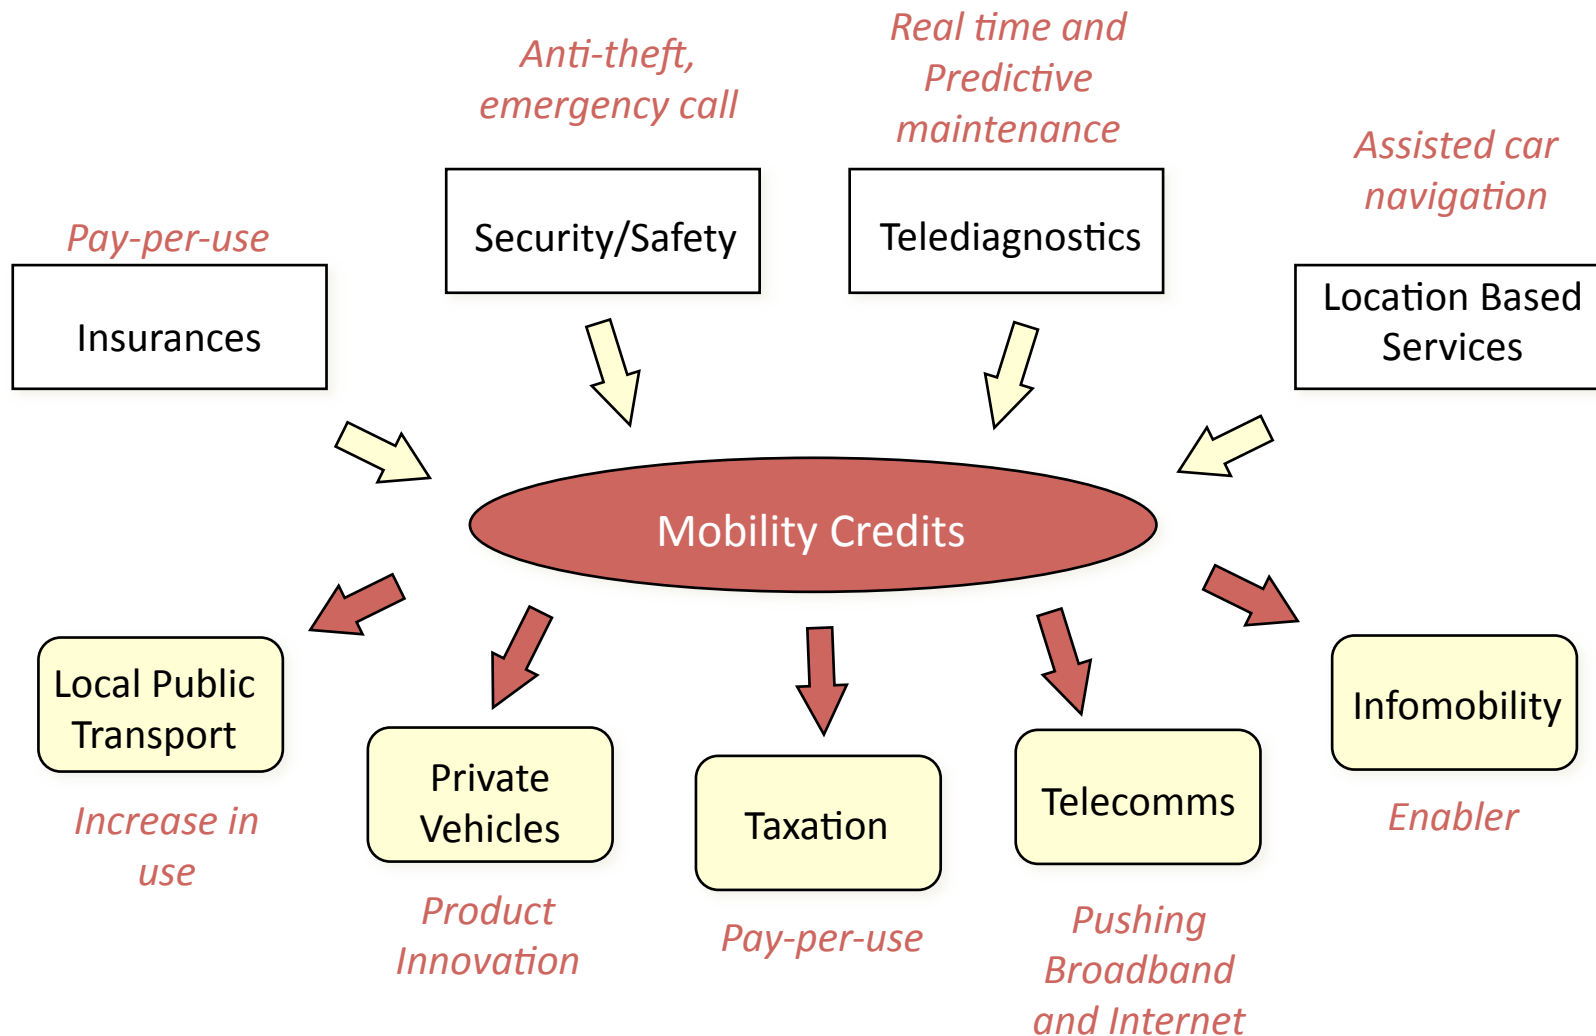 Anti-theft,
emergency call
Real time and
Predictive
maintenance
Assisted car
navigation
Pay-per-use
Insurances
Security/Safety
Telediagnostics
Location Based
Services
Mobility Credits
Local Public
Transport
Increase in
use
Private
Vehicles
Product
Innovation
Taxation
Pay-per-use
Telecomms
Pushing
Broadband
and Internet
Infomobility
Enabler